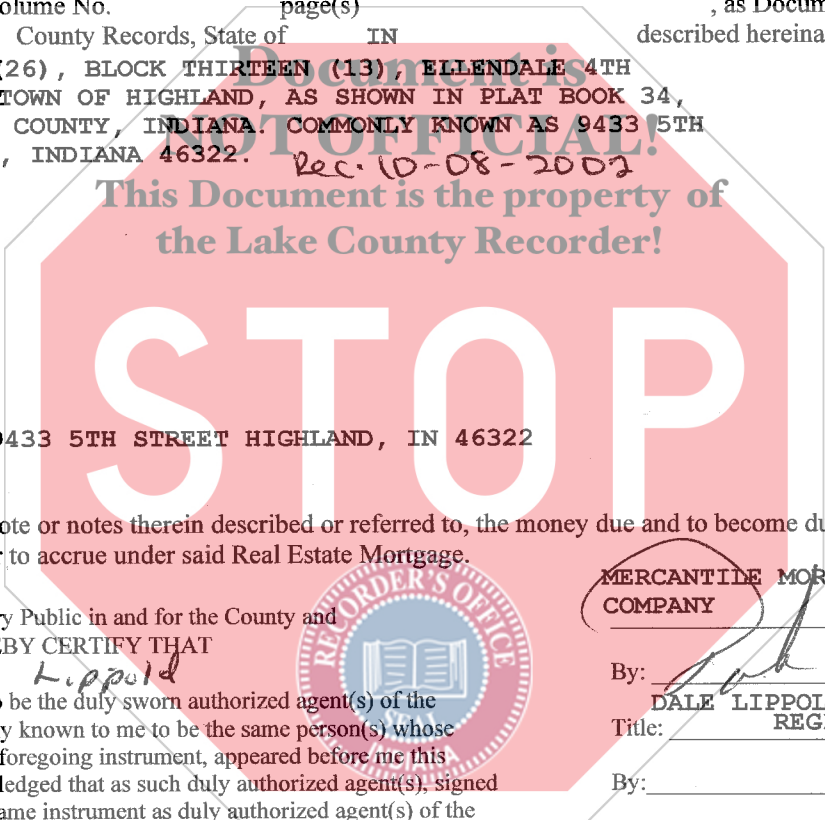 olume No. page(s) , as Docum
County Records, State of IN described hereina
(26), BLOCK THIRTEEN (13), ELLENDALE 4TH
TOWN OF HIGHLAND, AS SHOWN IN PLAT BOOK 34,
COUNTY, INDIANA. COMMONLY KNOWN AS 9433 5TH
, INDIANA 46322. Rec. 10-08-2002
Document is
NOT OFFICIAL!
This Document is the property of
the Lake County Recorder!
STOP
9433 5TH STREET HIGHLAND, IN 46322
ote or notes therein described or referred to, the money due and to become du
r to accrue under said Real Estate Mortgage.
MERCANTILE MOR
COMPANY
y Public in and for the County and
EBY CERTIFY THAT
Lippold
o be the duly sworn authorized agent(s) of the
y known to me to be the same person(s) whose
foregoing instrument, appeared before me this
ledged that as such duly authorized agent(s), signed
ame instrument as duly authorized agent(s) of the
By:
DALE LIPPOL
Title: REG
By:
RECORDER'S OFFICE
SEAL
INDIANA